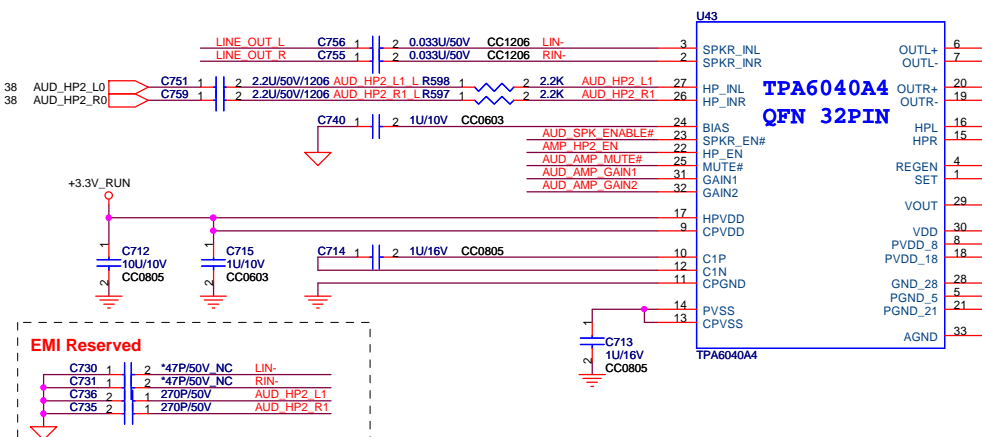 U43
LINE_OUT_L C756 1 2 0.033U/50V CC1206 LIN- 3 SPKR_INL OUTL+ 6
LINE_OUT_R C755 1 2 0.033U/50V CC1206 RIN- 2 SPKR_INR OUTL- 7
38 AUD_HP2_L0 C751 1 2 2.2U/50V/1206 AUD_HP2_L1_L R598 1 2 2.2K AUD_HP2_L1 27 HP_INL TPA6040A4 OUTR+ 20
38 AUD_HP2_R0 C759 1 2 2.2U/50V/1206 AUD_HP2_R1_L R597 1 2 2.2K AUD_HP2_R1 26 HP_INR OUTR- 19
QFN 32PIN
C740 1 2 1U/10V CC0603 24 BIAS HPL 16
AUD_SPK_ENABLE# 23 SPKR_EN# HPR 15
AMP_HP2_EN 22 HP_EN
AUD_AMP_MUTE# 25 MUTE# REGEN 4
AUD_AMP_GAIN1 31 GAIN1 SET 1
AUD_AMP_GAIN2 32 GAIN2
VOUT 29
+3.3V_RUN
17 HPVDD
9 CPVDD VDD 30
PVDD_8 8
C712 1 2 10U/10V CC0805
C715 1 2 1U/10V CC0603
C714 1 2 1U/16V CC0805 10 C1P PVDD_18 18
12 C1N
11 CPGND GND_28 28
PGND_5 5
14 PVSS PGND_21 21
13 CPVSS
AGND 33
C713 1 2 1U/16V CC0805
TPA6040A4
EMI Reserved
C730 1 2 *47P/50V_NC LIN-
C731 1 2 *47P/50V_NC RIN-
C736 2 1 270P/50V AUD_HP2_L1
C735 2 1 270P/50V AUD_HP2_R1